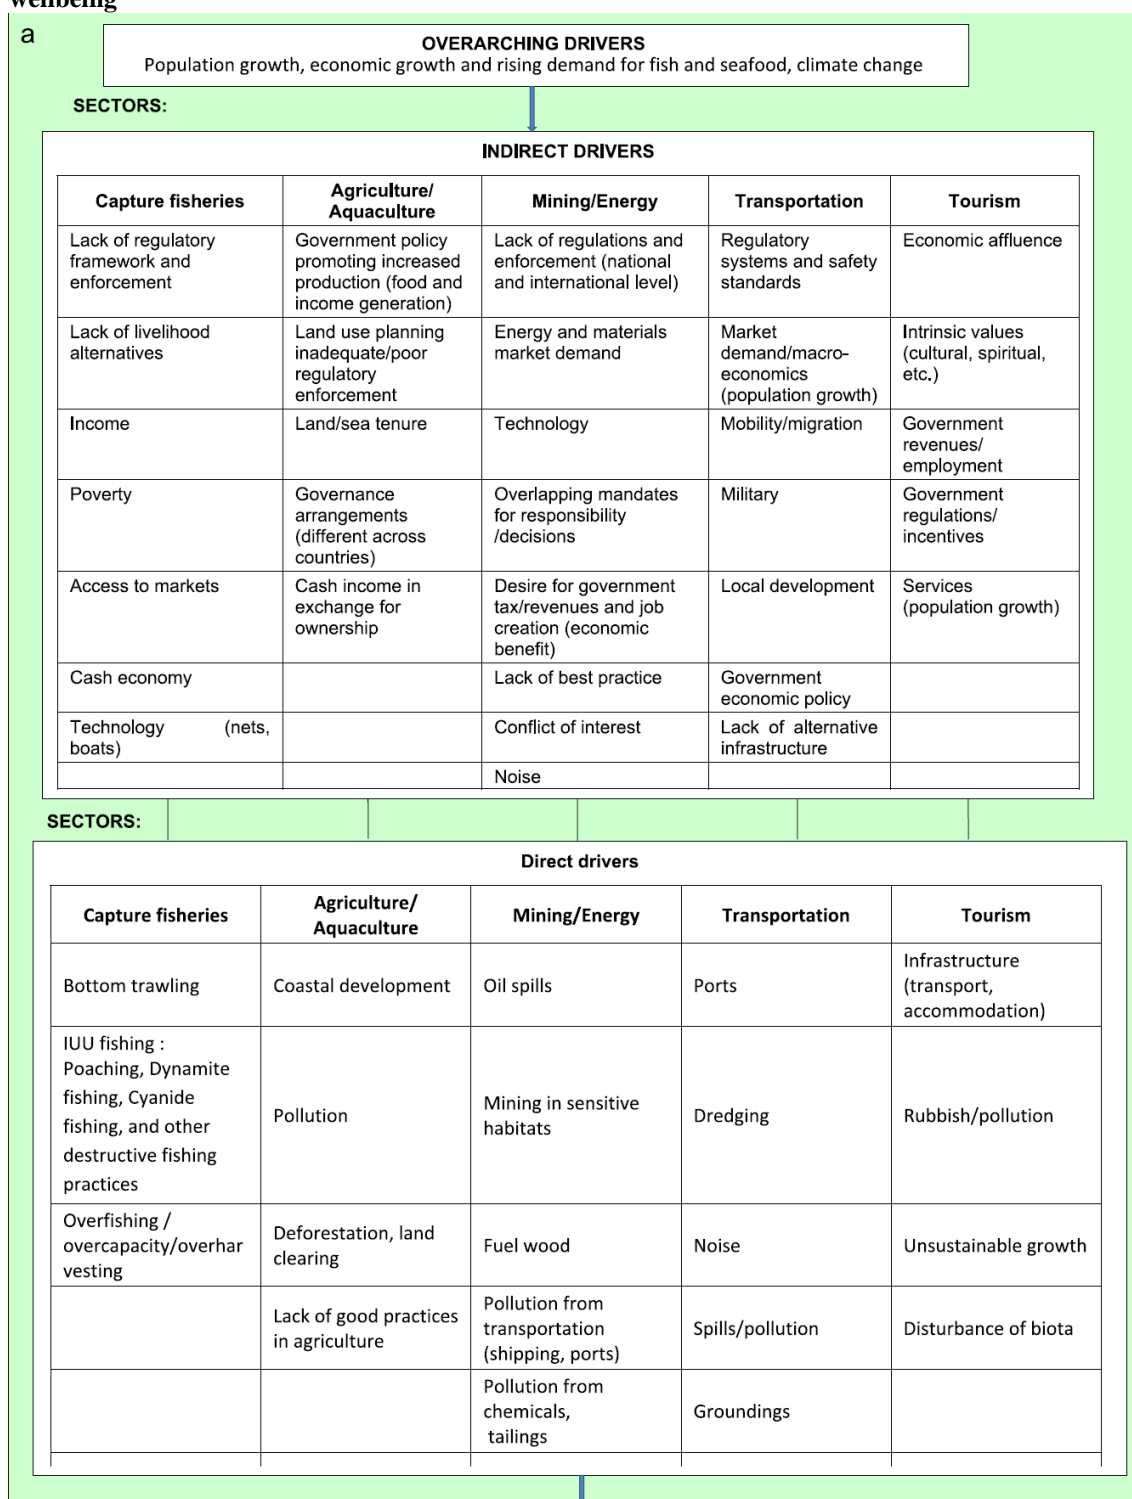 wellbeing
a
OVERARCHING DRIVERS
Population growth, economic growth and rising demand for fish and seafood, climate change
SECTORS:
INDIRECT DRIVERS
Capture fisheries
Agriculture/
Aquaculture
Mining/Energy
Transportation
Tourism
Lack of regulatory
framework and
enforcement
Government policy
promoting increased
production (food and
income generation)
Lack of regulations and
enforcement (national
and international level)
Regulatory
systems and safety
standards
Economic affluence
Lack of livelihood
alternatives
Land use planning
inadequate/poor
regulatory
enforcement
Energy and materials
market demand
Market
demand/macro-
economics
(population growth)
Intrinsic values
(cultural, spiritual,
etc.)
Income
Land/sea tenure
Technology
Mobility/migration
Government
revenues/
employment
Poverty
Governance
arrangements
(different across
countries)
Overlapping mandates
for responsibility
/decisions
Military
Government
regulations/
incentives
Access to markets
Cash income in
exchange for
ownership
Desire for government
tax/revenues and job
creation (economic
benefit)
Local development
Services
(population growth)
Cash economy
Lack of best practice
Government
economic policy
Technology (nets,
boats)
Conflict of interest
Lack of alternative
infrastructure
Noise
SECTORS:
Direct drivers
Capture fisheries
Agriculture/
Aquaculture
Mining/Energy
Transportation
Tourism
Bottom trawling
Coastal development
Oil spills
Ports
Infrastructure
(transport,
accommodation)
IUU fishing :
Poaching, Dynamite
fishing, Cyanide
fishing, and other
destructive fishing
practices
Pollution
Mining in sensitive
habitats
Dredging
Rubbish/pollution
Overfishing /
overcapacity/overhar
vesting
Deforestation, land
clearing
Fuel wood
Noise
Unsustainable growth
Lack of good practices
in agriculture
Pollution from
transportation
(shipping, ports)
Spills/pollution
Disturbance of biota
Pollution from
chemicals,
tailings
Groundings